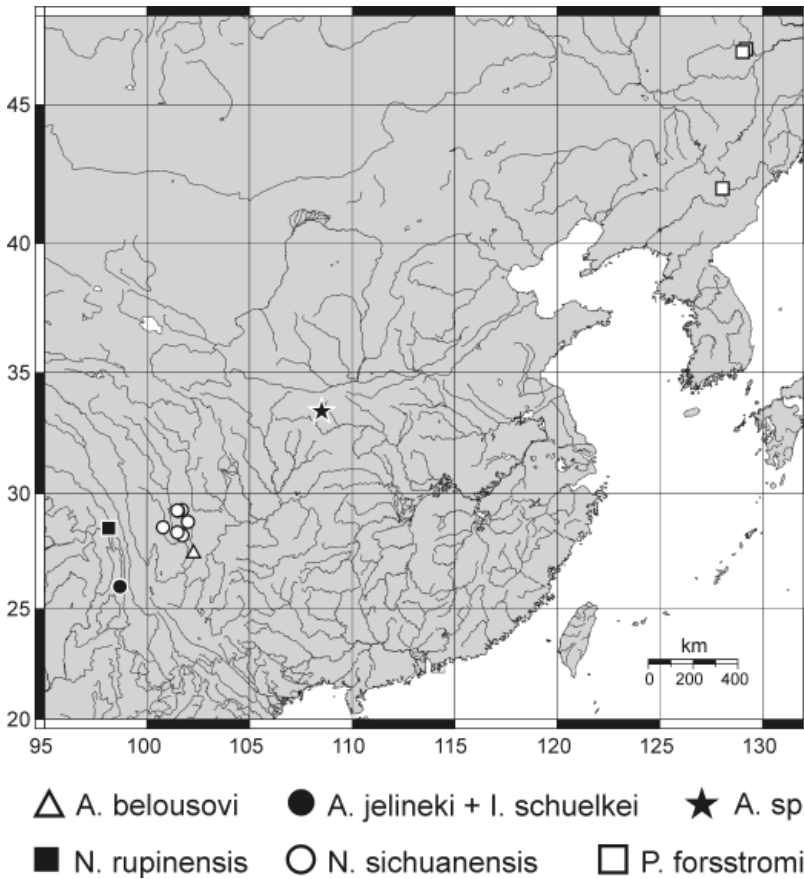 45
40
35
30
25
20
95 100 105 110 115 120 125 130
km
0 200 400
A. belousovi A. jelineki + I. schuelkei A. sp
N. rupinensis N. sichuanensis P. forsstromi